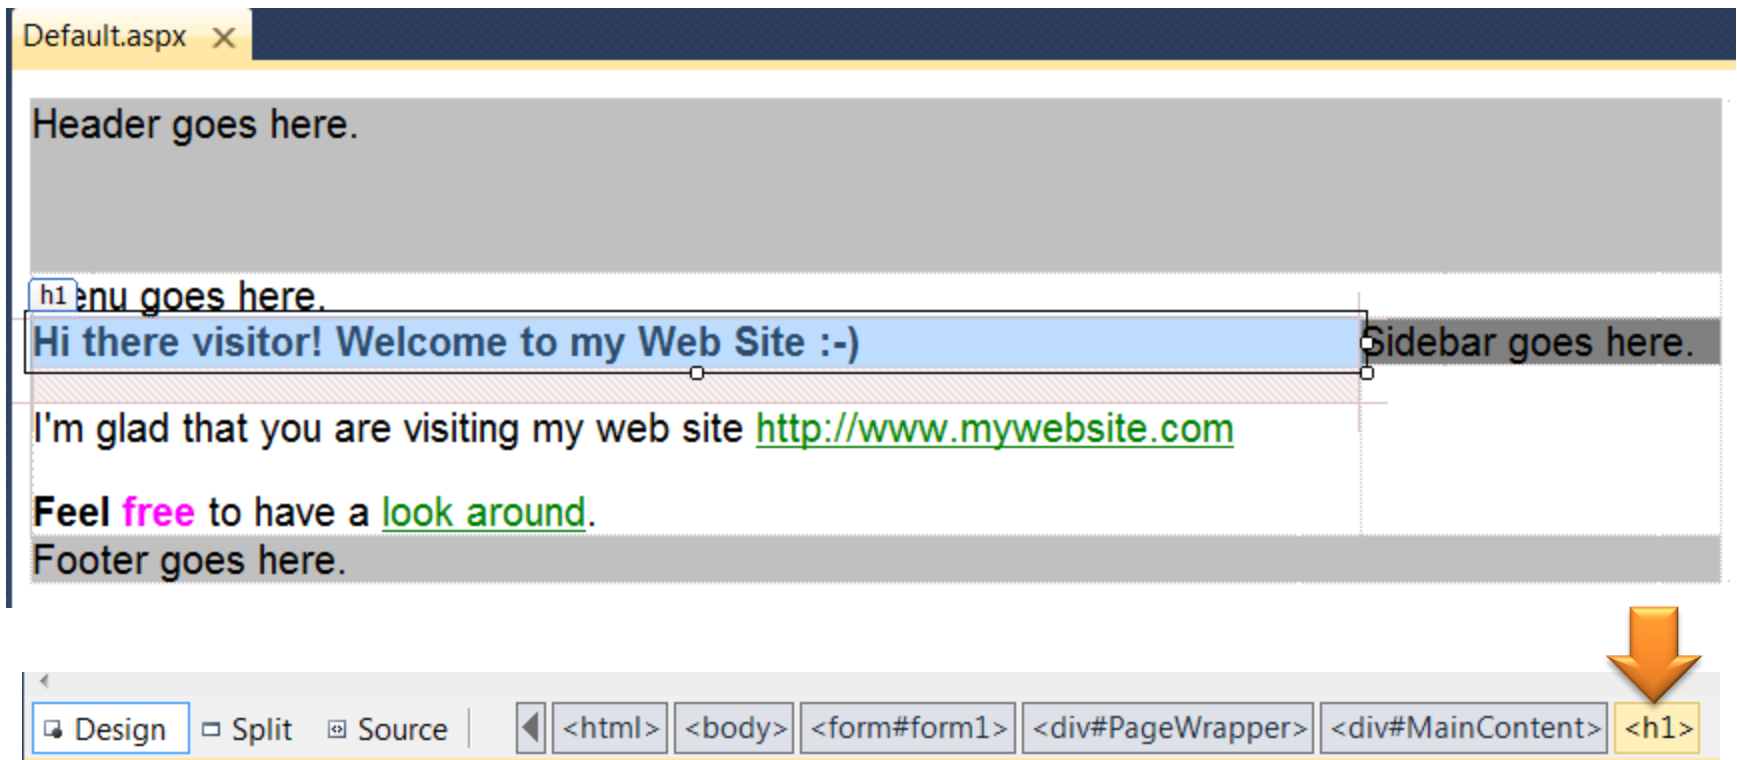 Default.aspx
Header goes here.
h1 enu goes here.
Hi there visitor! Welcome to my Web Site :-)
Sidebar goes here.
I'm glad that you are visiting my web site http://www.mywebsite.com
Feel free to have a look around.
Footer goes here.
Design Split Source <html> <body> <form#form1> <div#PageWrapper> <div#MainContent> <h1>